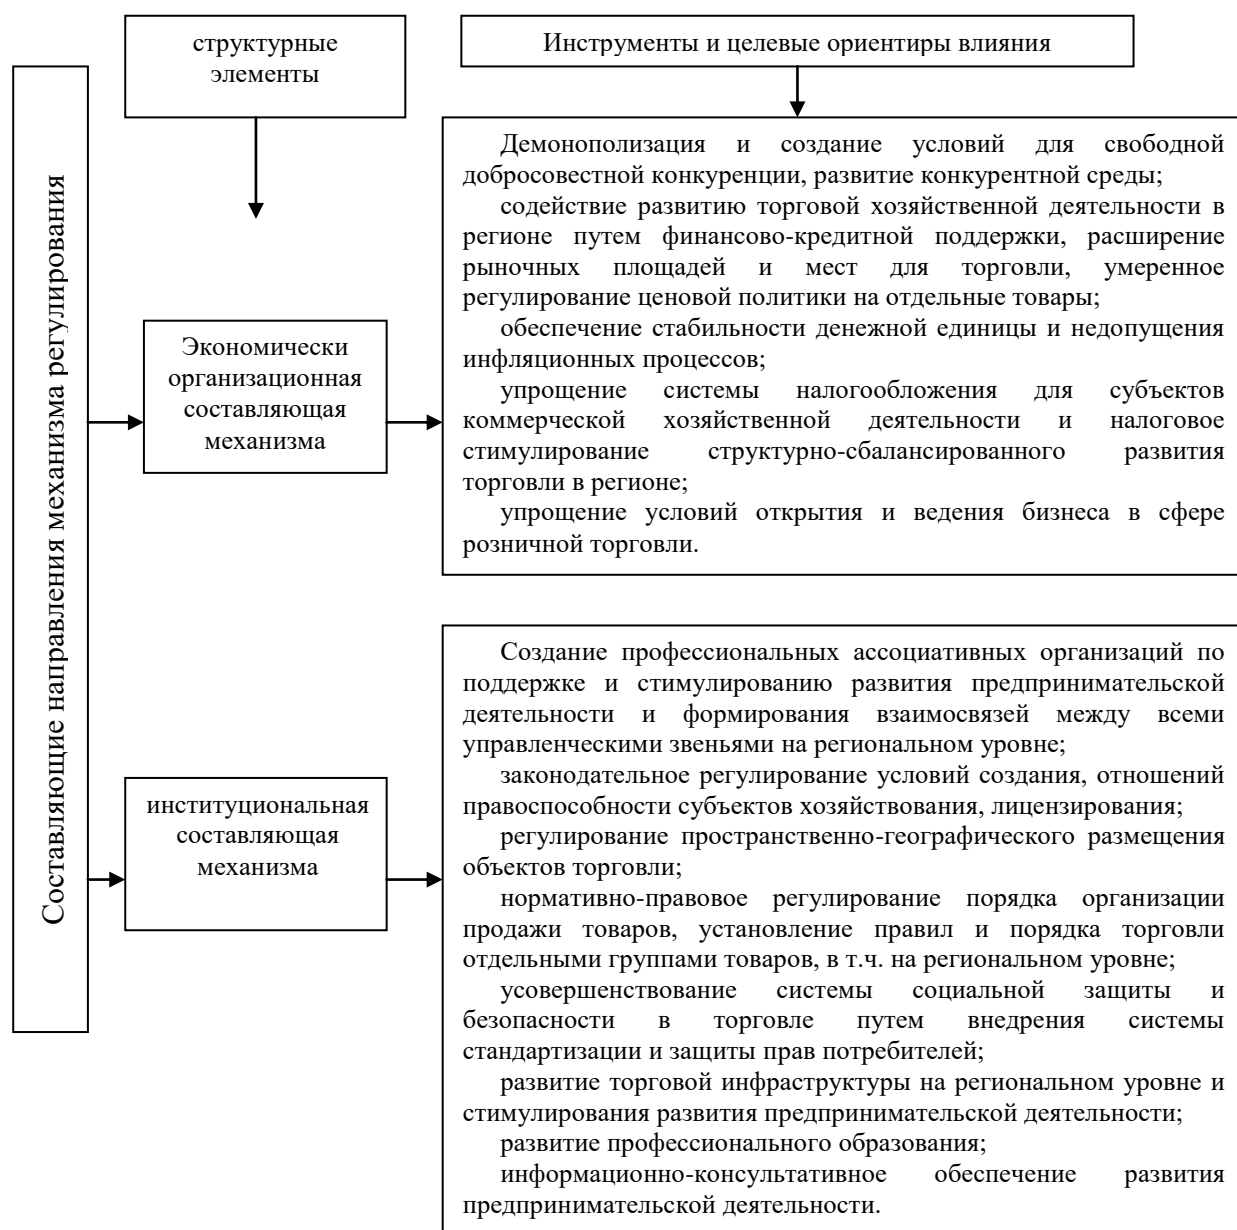 структурные
элементы
Инструменты и целевые ориентиры влияния
Составляющие направления механизма регулирования
Экономически
организационная
составляющая
механизма
Демонополизация и создание условий для свободной
добросовестной конкуренции, развитие конкурентной среды;
содействие развитию торговой хозяйственной деятельности в
регионе путем финансово-кредитной поддержки, расширение
рыночных площадей и мест для торговли, умеренное
регулирование ценовой политики на отдельные товары;
обеспечение стабильности денежной единицы и недопущения
инфляционных процессов;
упрощение системы налогообложения для субъектов
коммерческой хозяйственной деятельности и налоговое
стимулирование структурно-сбалансированного развития
торговли в регионе;
упрощение условий открытия и ведения бизнеса в сфере
розничной торговли.
институциональная
составляющая
механизма
Создание профессиональных ассоциативных организаций по
поддержке и стимулированию развития предпринимательской
деятельности и формирования взаимосвязей между всеми
управленческими звеньями на региональном уровне;
законодательное регулирование условий создания, отношений
правоспособности субъектов хозяйствования, лицензирования;
регулирование пространственно-географического размещения
объектов торговли;
нормативно-правовое регулирование порядка организации
продажи товаров, установление правил и порядка торговли
отдельными группами товаров, в т.ч. на региональном уровне;
усовершенствование системы социальной защиты и
безопасности в торговле путем внедрения системы
стандартизации и защиты прав потребителей;
развитие торговой инфраструктуры на региональном уровне и
стимулирования развития предпринимательской деятельности;
развитие профессионального образования;
информационно-консультативное обеспечение развития
предпринимательской деятельности.